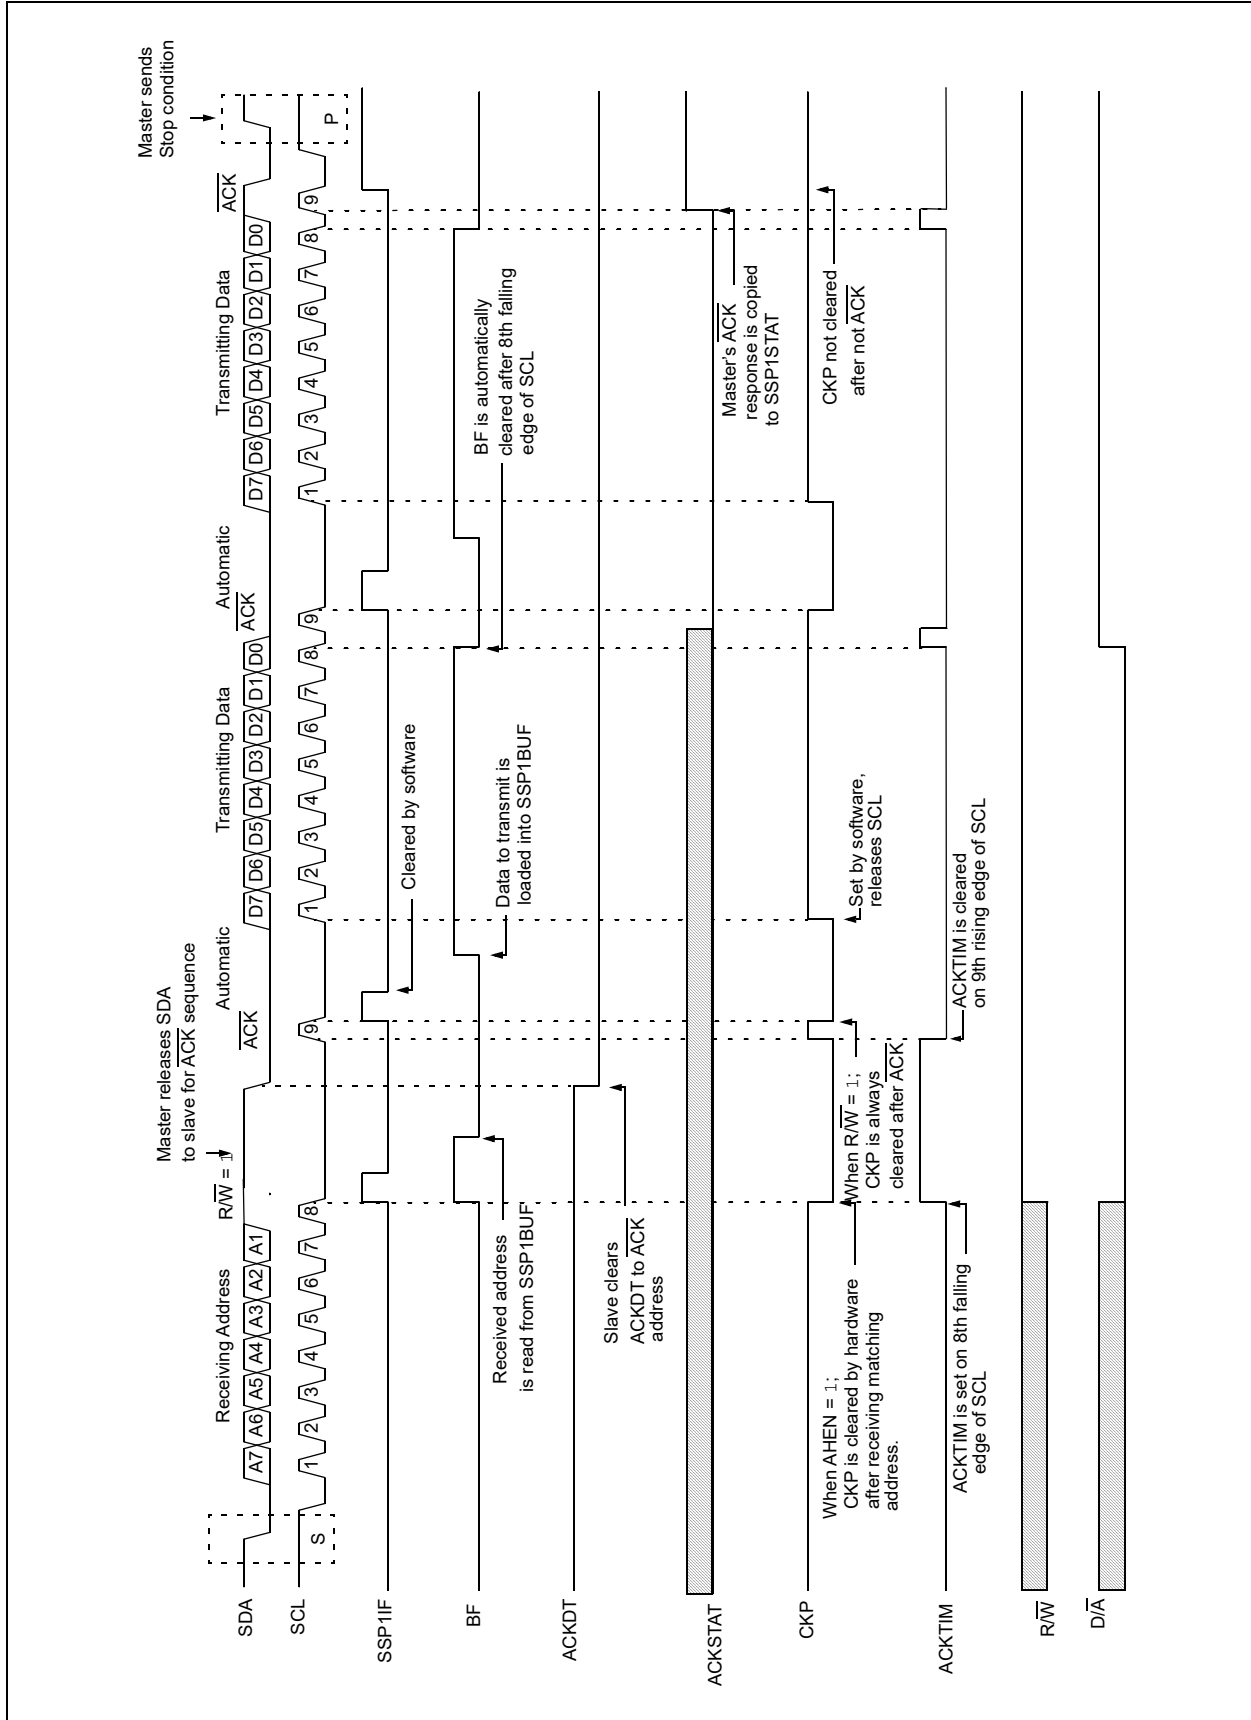 Master releases SDA
to slave for ACK sequence
Master sends
Stop condition
Receiving Address
R/W = 1
Automatic
Transmitting Data
Automatic
Transmitting Data
ACK
ACK
ACK
SDA
A7 A6 A5 A4 A3 A2 A1
D7 D6 D5 D4 D3 D2 D1 D0
D7 D6 D5 D4 D3 D2 D1 D0
SCL
S
1 2 3 4 5 6 7 8 9
1 2 3 4 5 6 7 8 9
1 2 3 4 5 6 7 8 9
P
SSP1IF
Cleared by software
BF
Received address
is read from SSP1BUF
Data to transmit is
loaded into SSP1BUF
BF is automatically
cleared after 8th falling
edge of SCL
ACKDT
Slave clears
ACKDT to ACK
address
ACKSTAT
Master's ACK
response is copied
to SSP1STAT
CKP
When AHEN = 1;
CKP is cleared by hardware
after receiving matching
address.
When R/W = 1;
CKP is always
cleared after ACK
Set by software,
releases SCL
CKP not cleared
after not ACK
ACKTIM
ACKTIM is set on 8th falling
edge of SCL
ACKTIM is cleared
on 9th rising edge of SCL
R/W
D/A